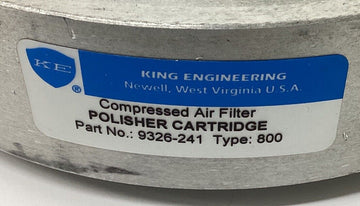 KE
®
KING ENGINEERING
Newell, West Virginia U.S.A.
Compressed Air Filter
POLISHER CARTRIDGE
Part No.: 9326-241 Type: 800